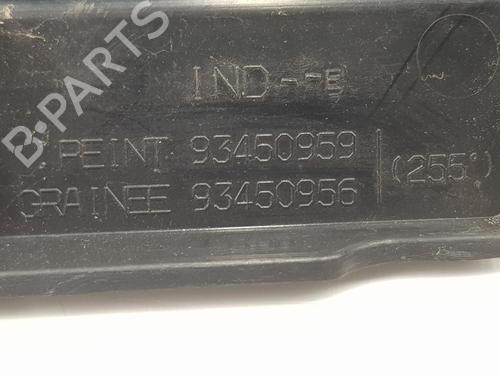 IND--B
PEINT 93450959
GRAINEE 93450956
(255°)
B-PARTS